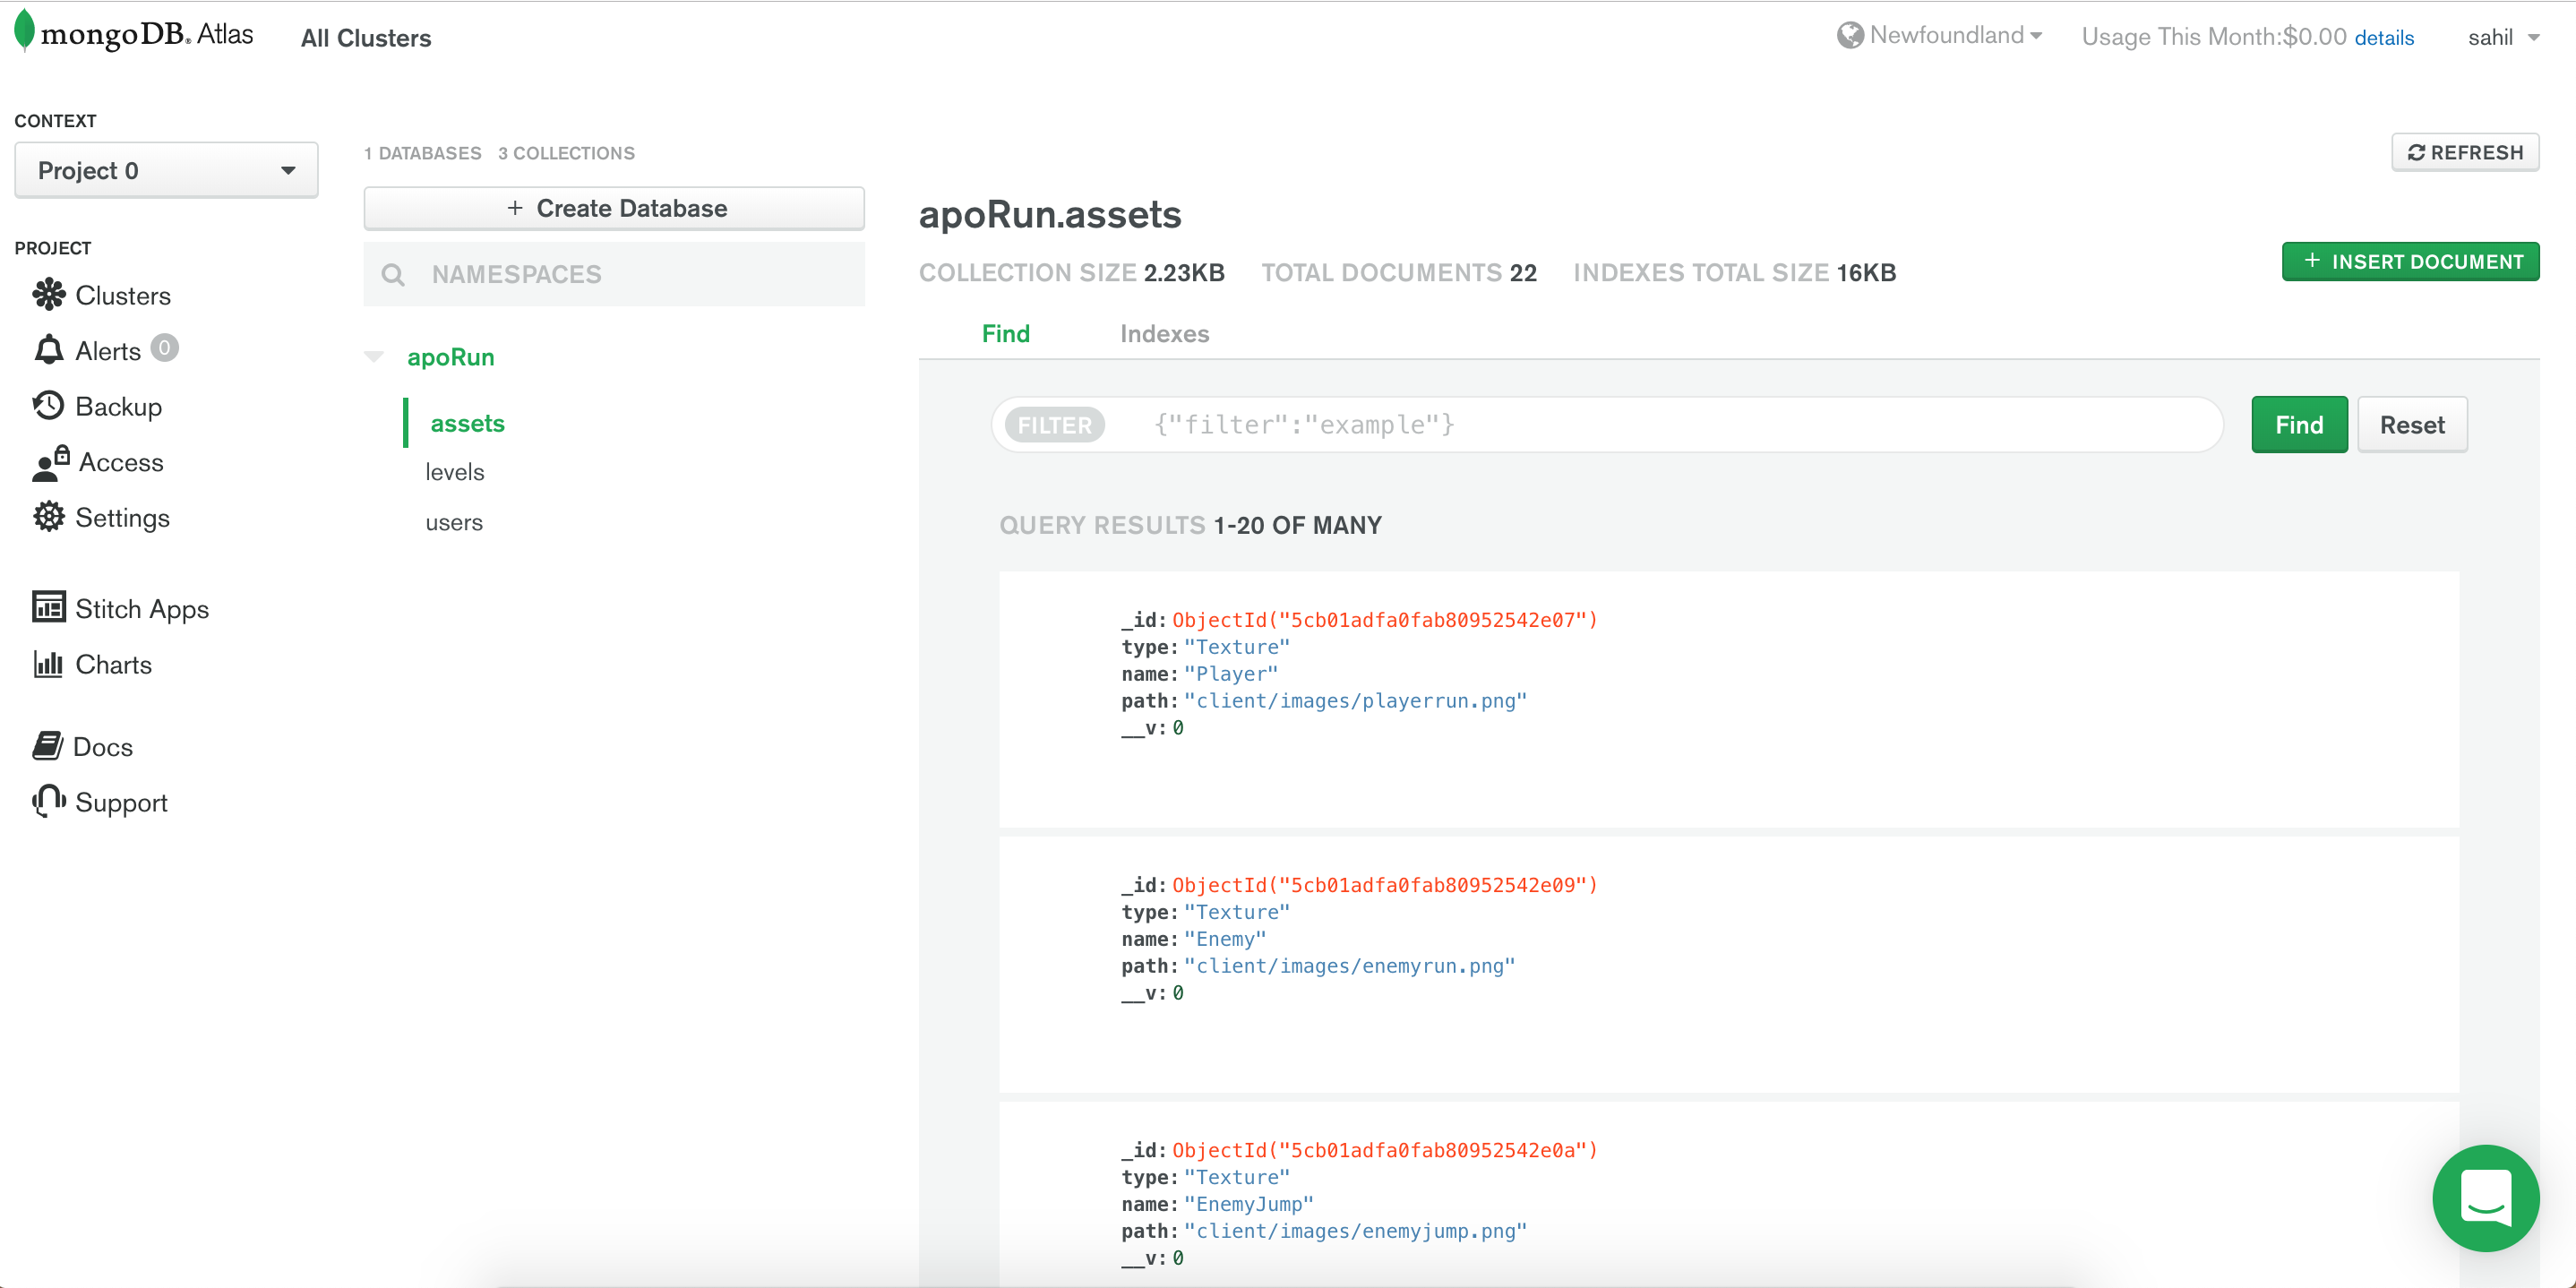 mongoDB. Atlas
All Clusters
Newfoundland
Usage This Month:$0.00 details
sahil
CONTEXT
Project 0
PROJECT
Clusters
Alerts 0
Backup
Access
Settings
Stitch Apps
Charts
Docs
Support
1 DATABASES 3 COLLECTIONS
+ Create Database
NAMESPACES
apoRun
assets
levels
users
REFRESH
apoRun.assets
COLLECTION SIZE 2.23KB TOTAL DOCUMENTS 22 INDEXES TOTAL SIZE 16KB
+ INSERT DOCUMENT
Find Indexes
FILTER {"filter":"example"}
Find Reset
QUERY RESULTS 1-20 OF MANY
_id: ObjectId("5cb01adfa0fab80952542e07")
type: "Texture"
name: "Player"
path: "client/images/playerrun.png"
__v: 0
_id: ObjectId("5cb01adfa0fab80952542e09")
type: "Texture"
name: "Enemy"
path: "client/images/enemyrun.png"
__v: 0
_id: ObjectId("5cb01adfa0fab80952542e0a")
type: "Texture"
name: "EnemyJump"
path: "client/images/enemyjump.png"
__v: 0